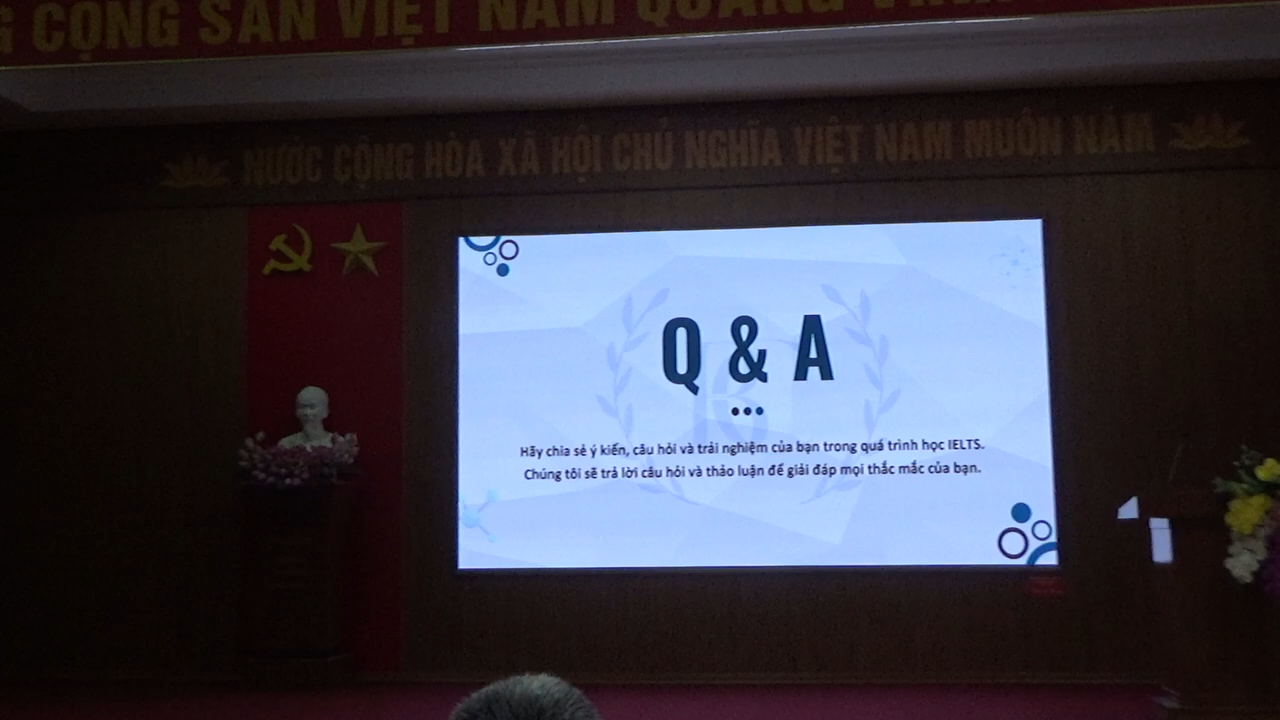 CỘNG SẢN VIỆT NAM QUANG
NƯỚC CỘNG HÒA XÃ HỘI CHỦ NGHĨA VIỆT NAM MUÔN NĂM
Q & A
Hãy chia sẻ ý kiến, câu hỏi và trải nghiệm của bạn trong quá trình học IELTS.
Chúng tôi sẽ trả lời câu hỏi và thảo luận để giải đáp mọi thắc mắc của bạn.